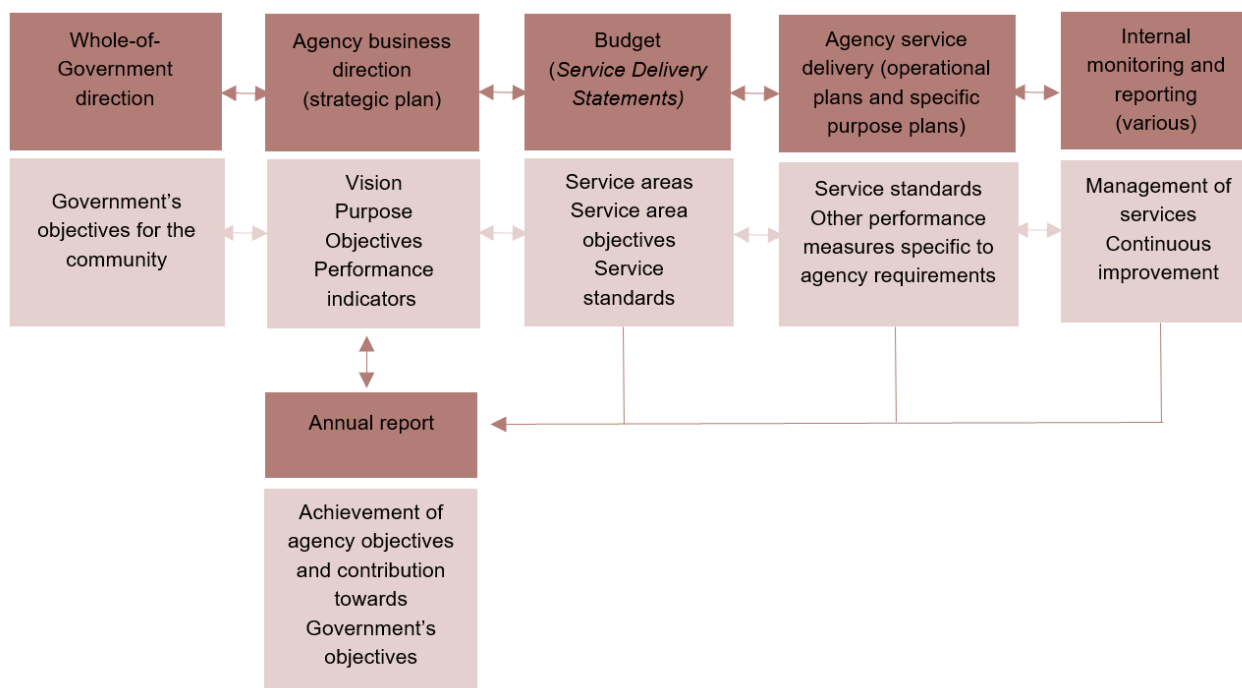 Whole-of-
Government
direction
Agency business
direction
(strategic plan)
Budget
(Service Delivery
Statements)
Agency service
delivery (operational
plans and specific
purpose plans)
Internal
monitoring and
reporting
(various)
Government’s
objectives for the
community
Vision
Purpose
Objectives
Performance
indicators
Service areas
Service area
objectives
Service
standards
Service standards
Other performance
measures specific to
agency requirements
Management of
services
Continuous
improvement
Annual report
Achievement of
agency objectives
and contribution
towards
Government’s
objectives